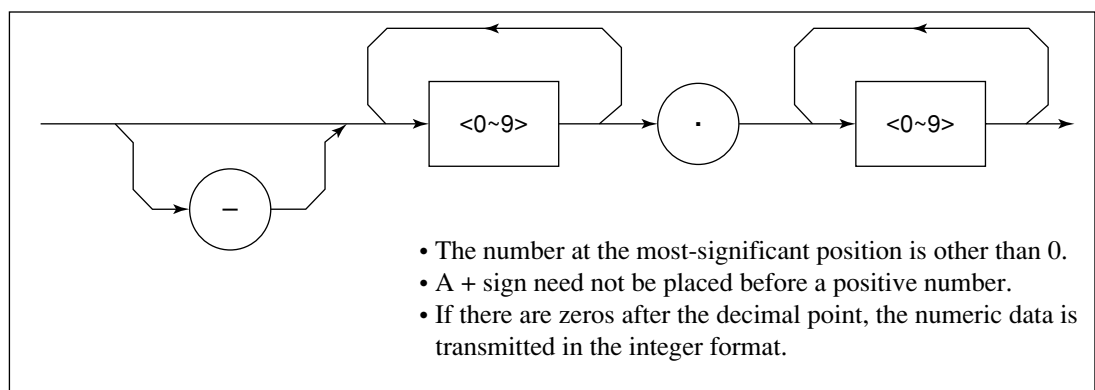 <0~9>
.
<0~9>
–
• The number at the most-significant position is other than 0.
• A + sign need not be placed before a positive number.
• If there are zeros after the decimal point, the numeric data is
transmitted in the integer format.